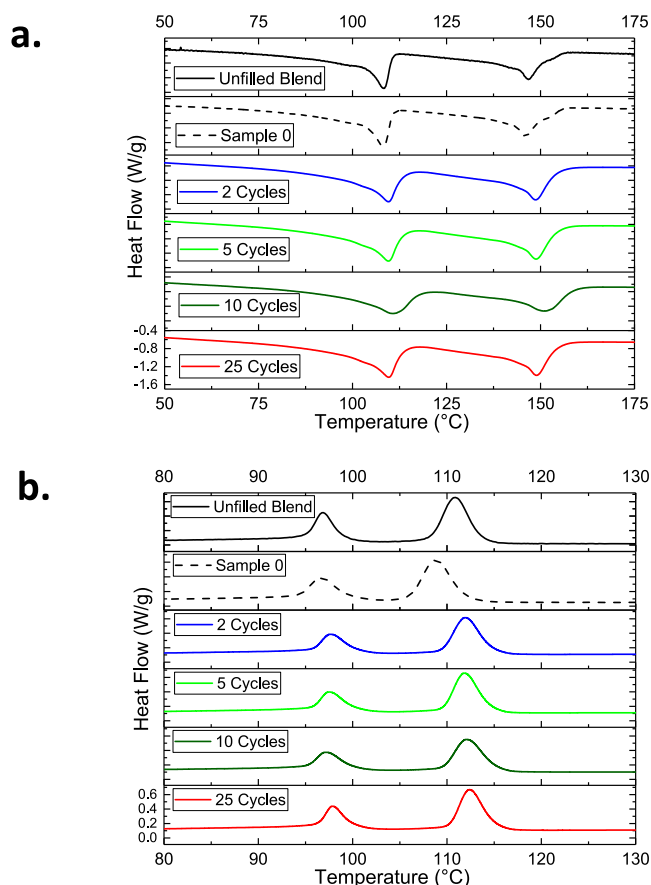 a.
50 75 100 125 150 175
Unfilled Blend
Sample 0
2 Cycles
5 Cycles
10 Cycles
25 Cycles
Heat Flow (W/g)
-0.4
-0.8
-1.2
-1.6
50 75 100 125 150 175
Temperature (°C)
b.
80 90 100 110 120 130
Unfilled Blend
Sample 0
2 Cycles
5 Cycles
10 Cycles
25 Cycles
Heat Flow (W/g)
0.6
0.4
0.2
0.0
80 90 100 110 120 130
Temperature (°C)